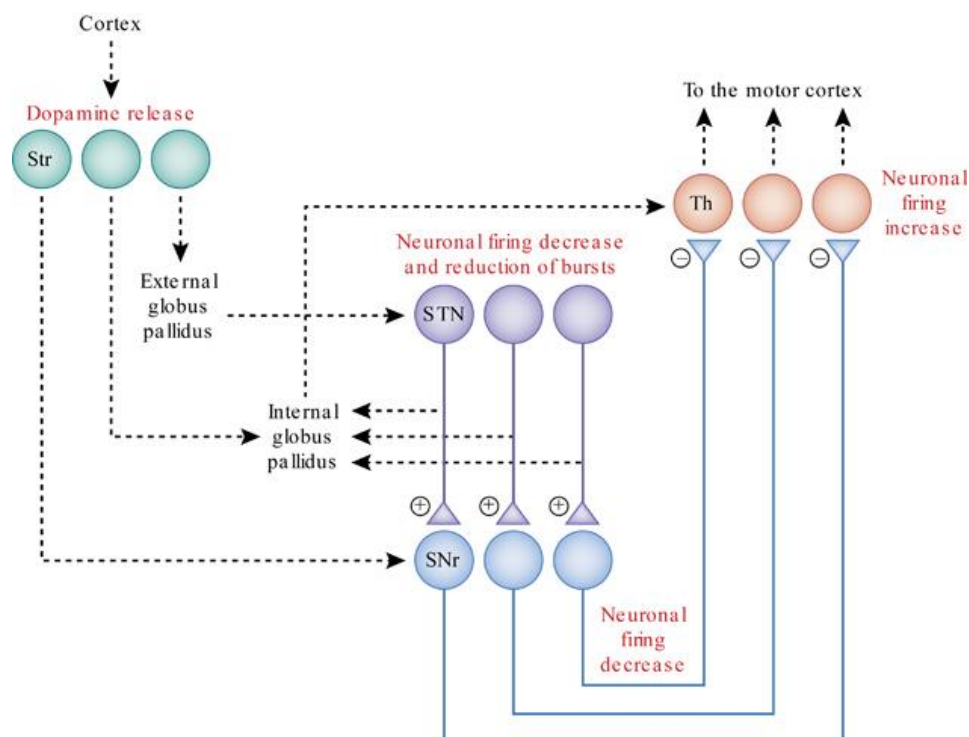 Cortex
Dopamine release
Str
To the motor cortex
Th
Neuronal
firing
increase
Neuronal firing decrease
and reduction of bursts
External
globus
pallidus
STN
Internal
globus
pallidus
+
+
+
−
−
−
SNr
Neuronal
firing
decrease